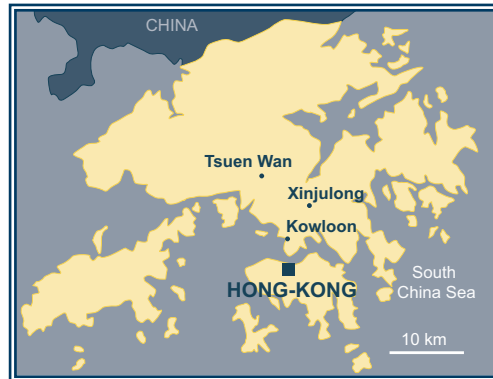 CHINA
Tsuen Wan
Xinjulong
Kowloon
HONG-KONG
South
China Sea
10 km